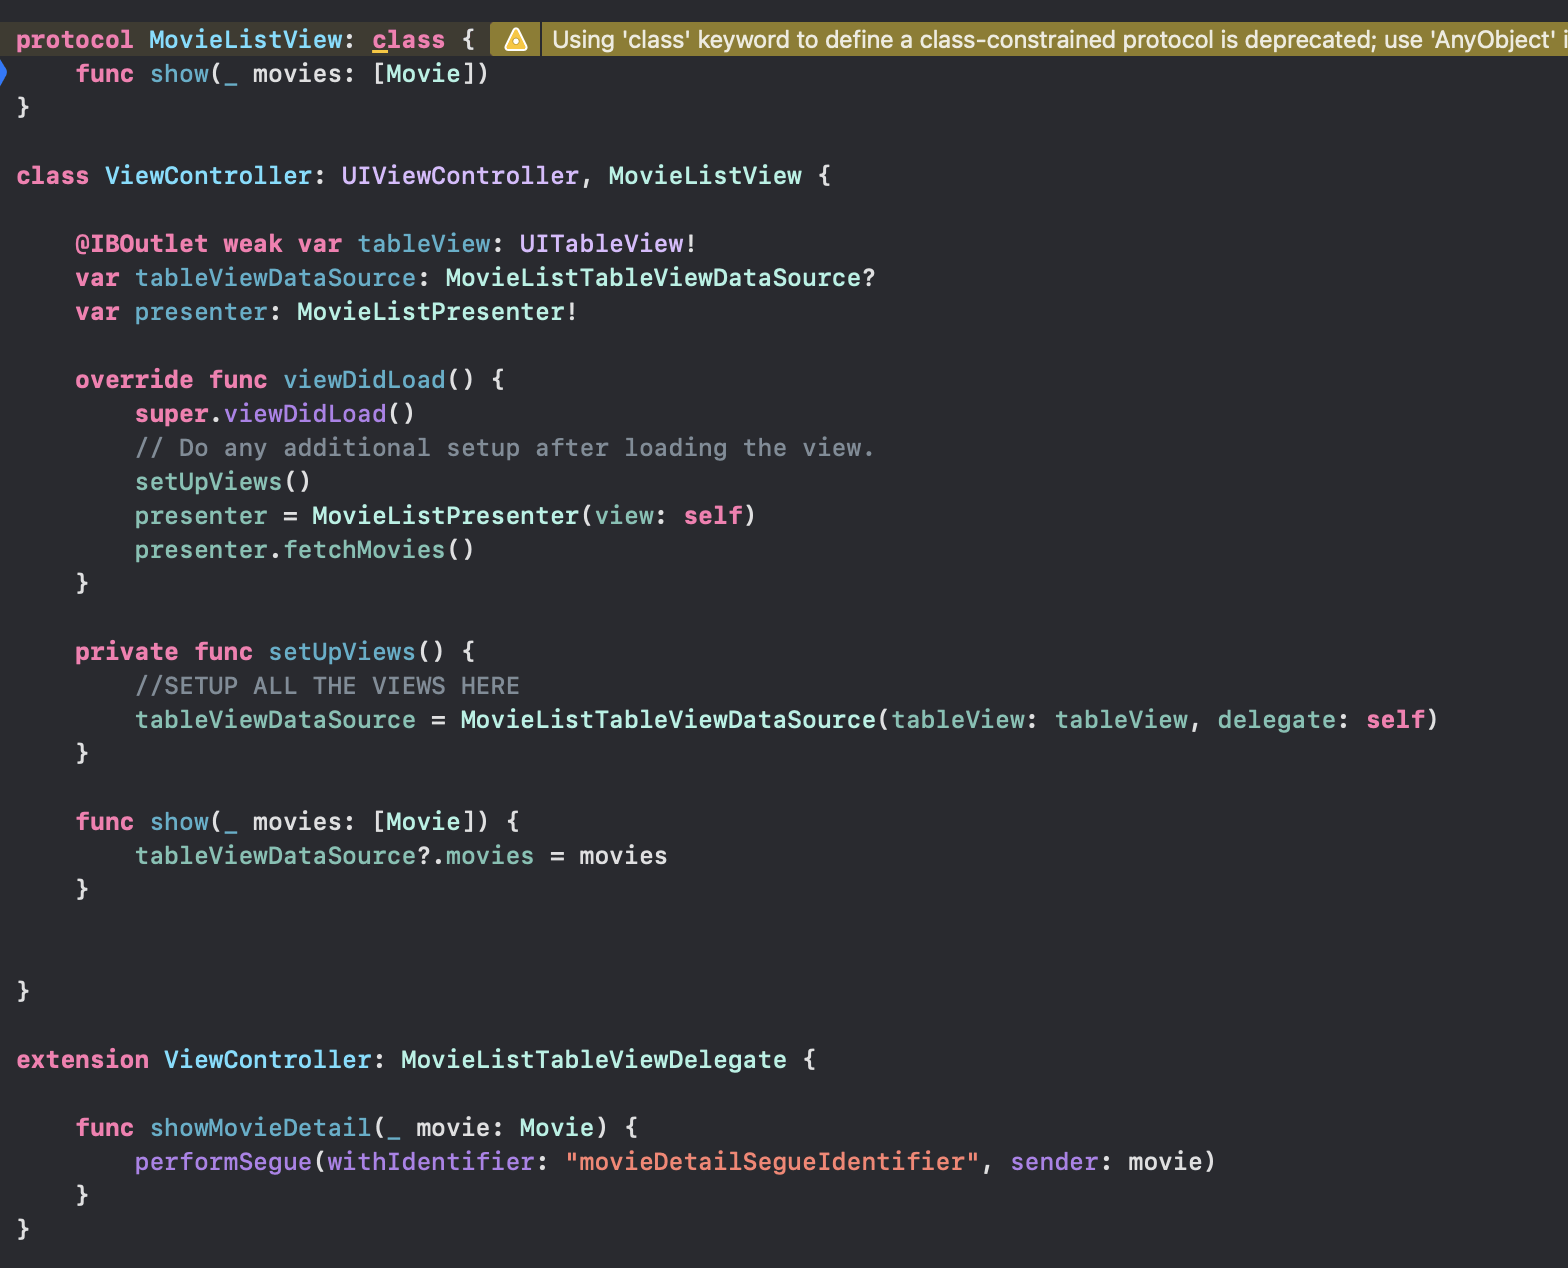 protocol MovieListView: class { Using 'class' keyword to define a class-constrained protocol is deprecated; use 'AnyObject' i
    func show(_ movies: [Movie])
}
class ViewController: UIViewController, MovieListView {
    @IBOutlet weak var tableView: UITableView!
    var tableViewDataSource: MovieListTableViewDataSource?
    var presenter: MovieListPresenter!
    override func viewDidLoad() {
        super.viewDidLoad()
        // Do any additional setup after loading the view.
        setUpViews()
        presenter = MovieListPresenter(view: self)
        presenter.fetchMovies()
    }
    private func setUpViews() {
        //SETUP ALL THE VIEWS HERE
        tableViewDataSource = MovieListTableViewDataSource(tableView: tableView, delegate: self)
    }
    func show(_ movies: [Movie]) {
        tableViewDataSource?.movies = movies
    }
}
extension ViewController: MovieListTableViewDelegate {
    func showMovieDetail(_ movie: Movie) {
        performSegue(withIdentifier: "movieDetailSegueIdentifier", sender: movie)
    }
}